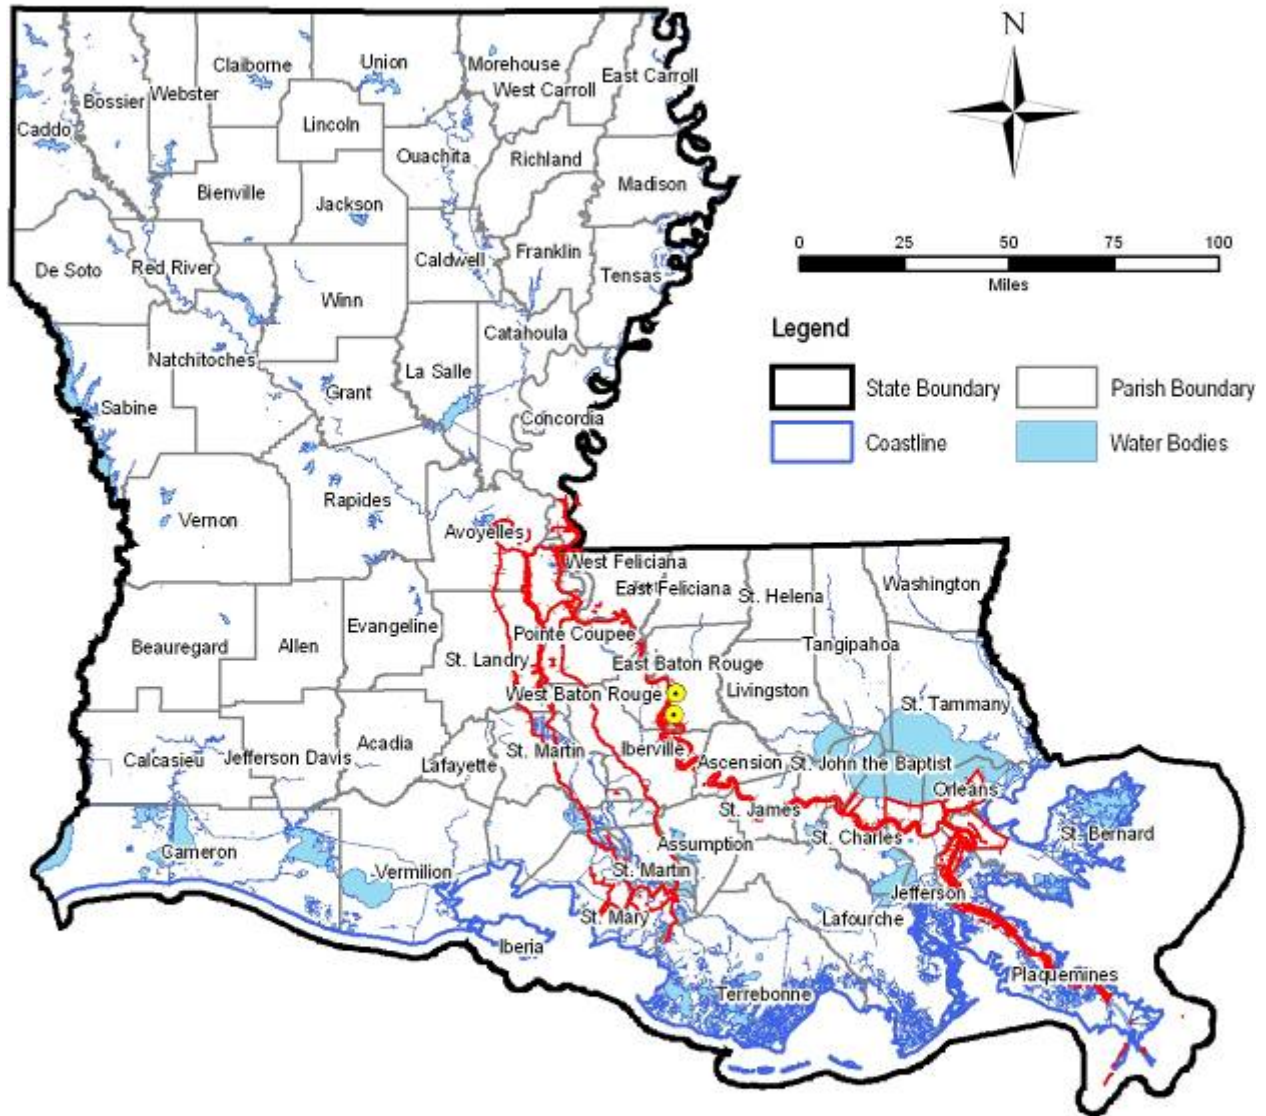 N
0 25 50 75 100
Miles
Legend
State Boundary
Parish Boundary
Coastline
Water Bodies
Claiborne
Union
Morehouse
West Carroll
East Carroll
Caddo
Bossier
Webster
Lincoln
Ouachita
Richland
Madison
Bienville
Jackson
De Soto
Red River
Caldwell
Franklin
Tensas
Winn
Natchitoches
Catahoula
La Salle
Grant
Sabine
Concordia
Rapides
Vernon
Avoyelles
West Feliciana
East Feliciana
St. Helena
Washington
Beauregard
Allen
Evangeline
Pointe Coupee
Tangipahoa
St. Landry
East Baton Rouge
West Baton Rouge
Livingston
St. Tammany
Calcasieu
Jefferson Davis
Acadia
Lafayette
St. Martin
Iberville
Ascension
St. John the Baptist
Orleans
St. James
St. Charles
St. Bernard
Cameron
Vermilion
Assumption
St. Martin
Jefferson
St. Mary
Lafourche
Iberia
Terrebonne
Plaquemines